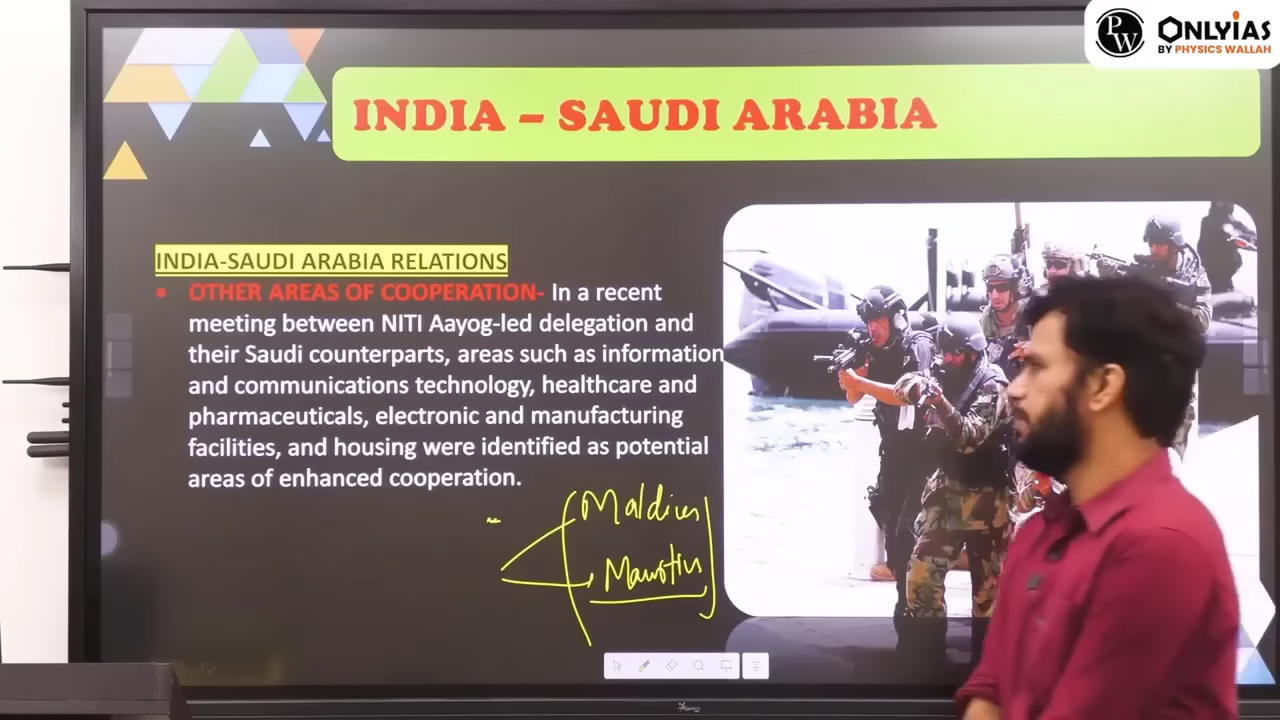 PW
ONLYIAS
BY PHYSICS WALLAH
INDIA – SAUDI ARABIA
INDIA-SAUDI ARABIA RELATIONS
• OTHER AREAS OF COOPERATION- In a recent
meeting between NITI Aayog-led delegation and
their Saudi counterparts, areas such as information
and communications technology, healthcare and
pharmaceuticals, electronic and manufacturing
facilities, and housing were identified as potential
areas of enhanced cooperation.
Maldives